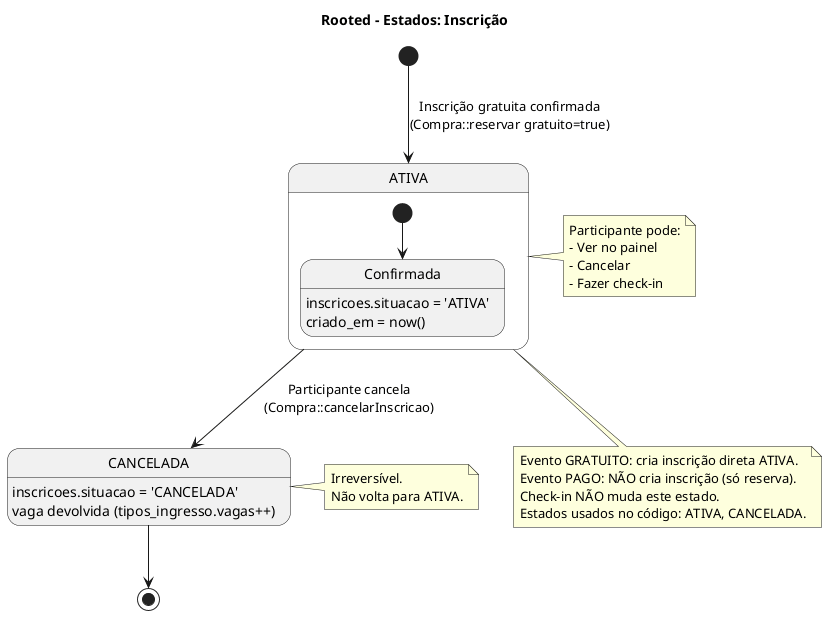 Rooted - Estados: Inscrição
Inscrição gratuita confirmada
(Compra::reservar gratuito=true)
ATIVA
Confirmada
inscricoes.situacao = 'ATIVA'
criado_em = now()
Participante pode:
- Ver no painel
- Cancelar
- Fazer check-in
Participante cancela
(Compra::cancelarInscricao)
CANCELADA
inscricoes.situacao = 'CANCELADA'
vaga devolvida (tipos_ingresso.vagas++)
Irreversível.
Não volta para ATIVA.
Evento GRATUITO: cria inscrição direta ATIVA.
Evento PAGO: NÃO cria inscrição (só reserva).
Check-in NÃO muda este estado.
Estados usados no código: ATIVA, CANCELADA.